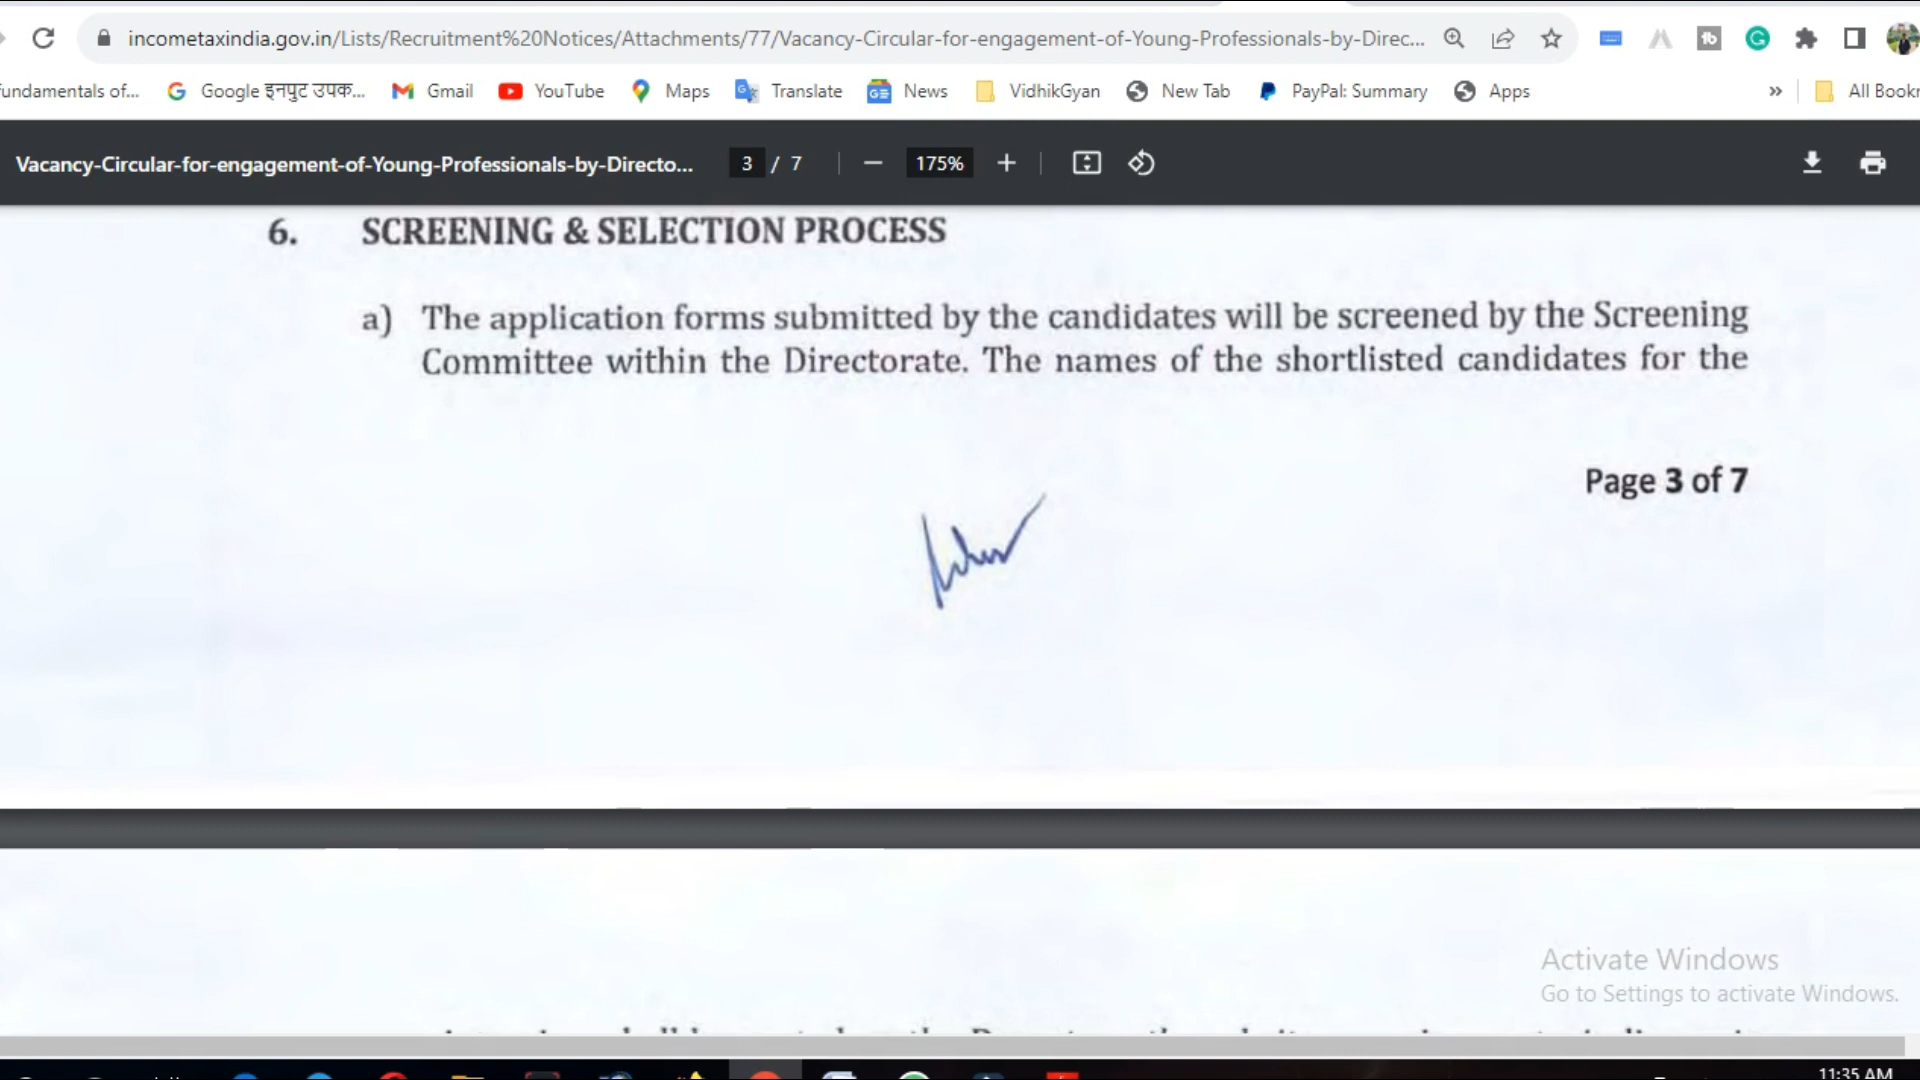 incometaxindia.gov.in/Lists/Recruitment%20Notices/Attachments/77/Vacancy-Circular-for-engagement-of-Young-Professionals-by-Direc...
undamentals of... Google इनपुट उपक... Gmail YouTube Maps Translate News VidhikGyan New Tab PayPal: Summary Apps » All Bookr
Vacancy-Circular-for-engagement-of-Young-Professionals-by-Directo... 3 / 7 — 175% +
6. SCREENING & SELECTION PROCESS
a) The application forms submitted by the candidates will be screened by the Screening
Committee within the Directorate. The names of the shortlisted candidates for the
Page 3 of 7
Activate Windows
Go to Settings to activate Windows.
11:35 AM